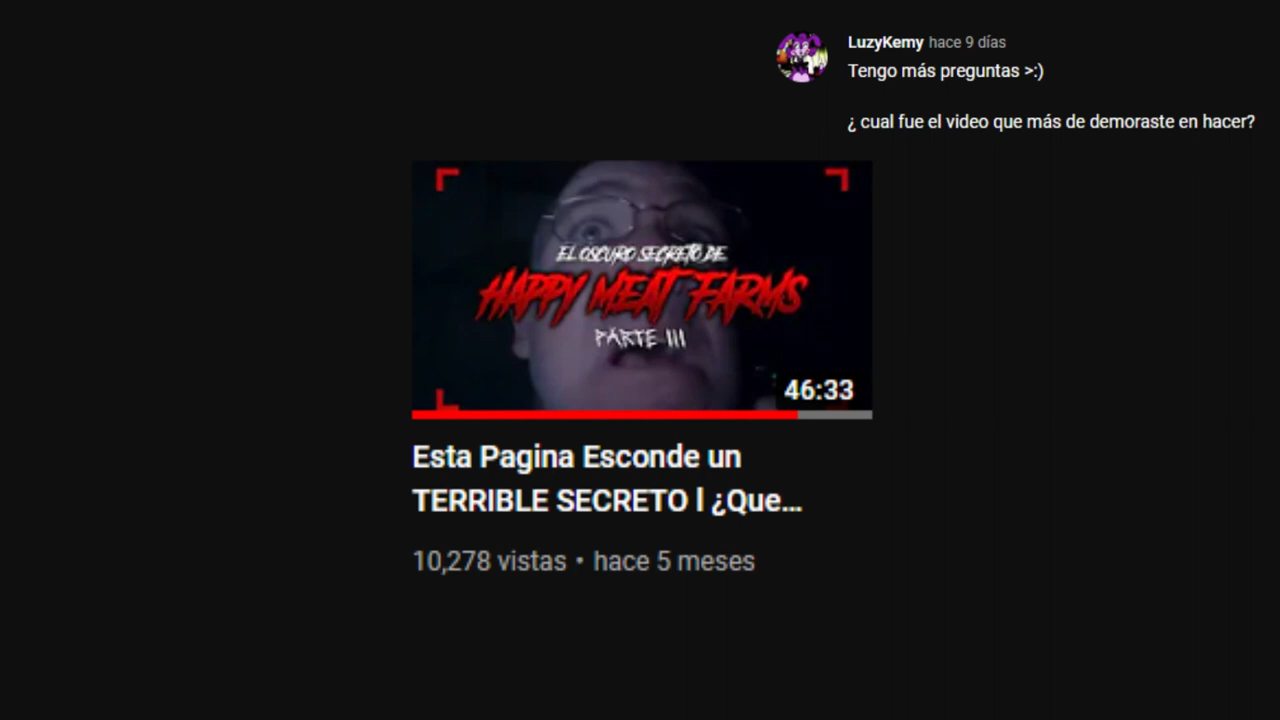 LuzyKemy hace 9 días
Tengo más preguntas >:)
¿ cual fue el video que más de demoraste en hacer?
EL OSCURO SECRETO DE
HAPPY MEAT FARMS
PARTE III
46:33
Esta Pagina Esconde un
TERRIBLE SECRETO l ¿Que...
10,278 vistas • hace 5 meses